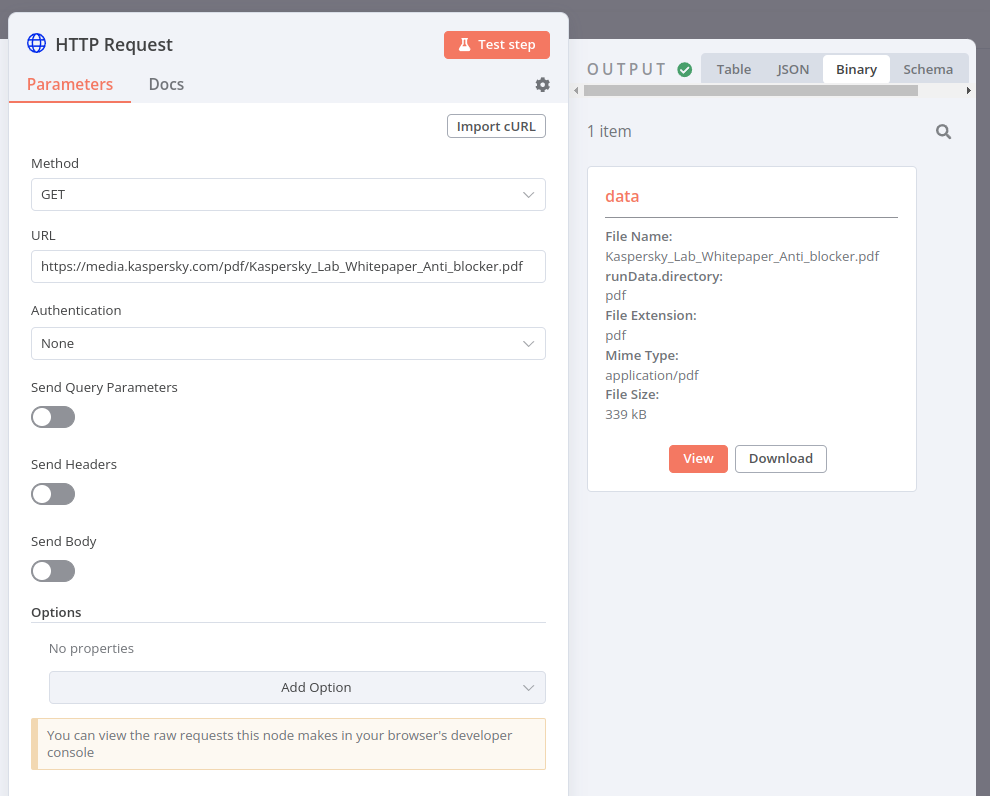 HTTP Request
Test step
Parameters
Docs
Import cURL
Method
GET
URL
https://media.kaspersky.com/pdf/Kaspersky_Lab_Whitepaper_Anti_blocker.pdf
Authentication
None
Send Query Parameters
Send Headers
Send Body
Options
No properties
Add Option
You can view the raw requests this node makes in your browser's developer
console
OUTPUT
Table
JSON
Binary
Schema
1 item
data
File Name:
Kaspersky_Lab_Whitepaper_Anti_blocker.pdf
runData.directory:
pdf
File Extension:
pdf
Mime Type:
application/pdf
File Size:
339 kB
View
Download